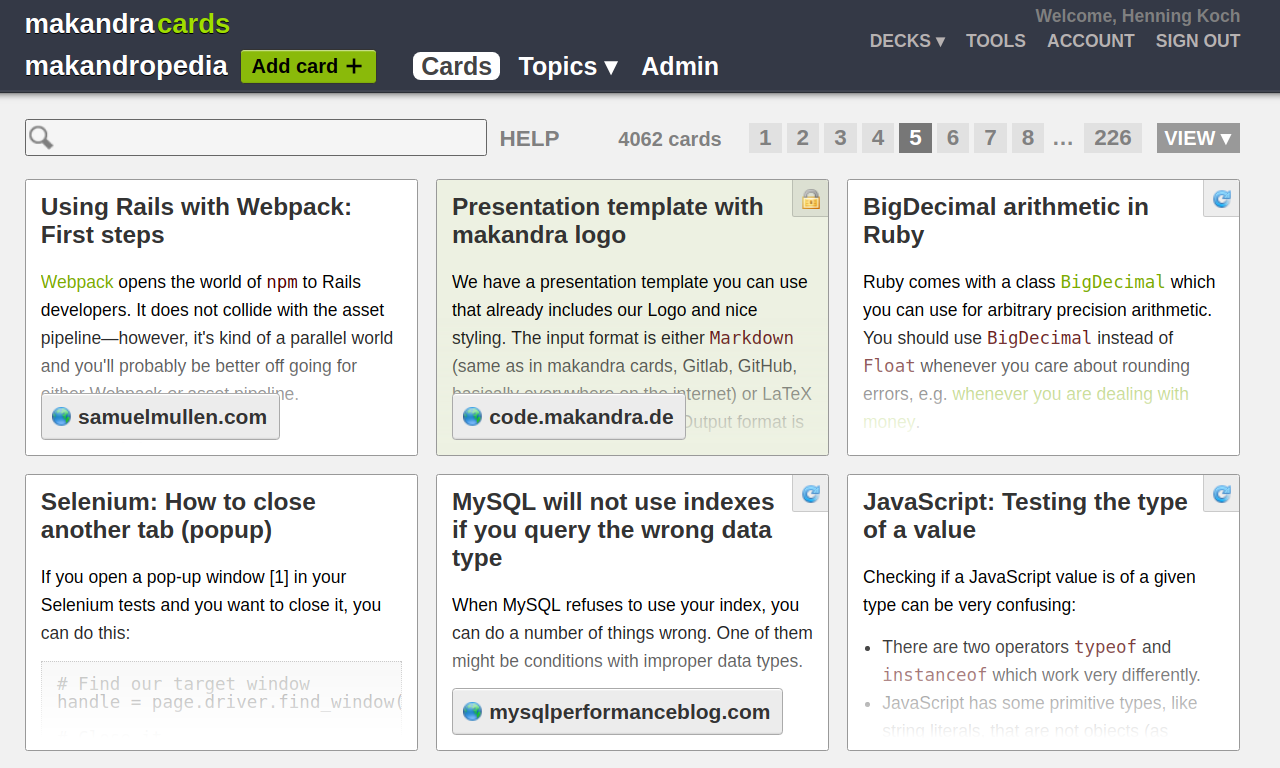 makandra cards
Welcome, Henning Koch
DECKS ▾ TOOLS ACCOUNT SIGN OUT
makandropedia Add card + Cards Topics ▾ Admin
HELP 4062 cards 1 2 3 4 5 6 7 8 … 226 VIEW ▾
Using Rails with Webpack:
First steps
Webpack opens the world of npm to Rails
developers. It does not collide with the asset
pipeline—however, it's kind of a parallel world
and you'll probably be better off going for
either Webpack or asset pipeline.
samuelmullen.com
Presentation template with
makandra logo
We have a presentation template you can use
that already includes our Logo and nice
styling. The input format is either Markdown
(same as in makandra cards, Gitlab, GitHub,
basically everywhere on the internet) or LaTeX
Output format is
code.makandra.de
BigDecimal arithmetic in
Ruby
Ruby comes with a class BigDecimal which
you can use for arbitrary precision arithmetic.
You should use BigDecimal instead of
Float whenever you care about rounding
errors, e.g. whenever you are dealing with
money.
Selenium: How to close
another tab (popup)
If you open a pop-up window [1] in your
Selenium tests and you want to close it, you
can do this:
# Find our target window
handle = page.driver.find_window(
MySQL will not use indexes
if you query the wrong data
type
When MySQL refuses to use your index, you
can do a number of things wrong. One of them
might be conditions with improper data types.
mysqlperformanceblog.com
JavaScript: Testing the type
of a value
Checking if a JavaScript value is of a given
type can be very confusing:
• There are two operators typeof and
instanceof which work very differently.
• JavaScript has some primitive types, like
string literals, that are not objects (as